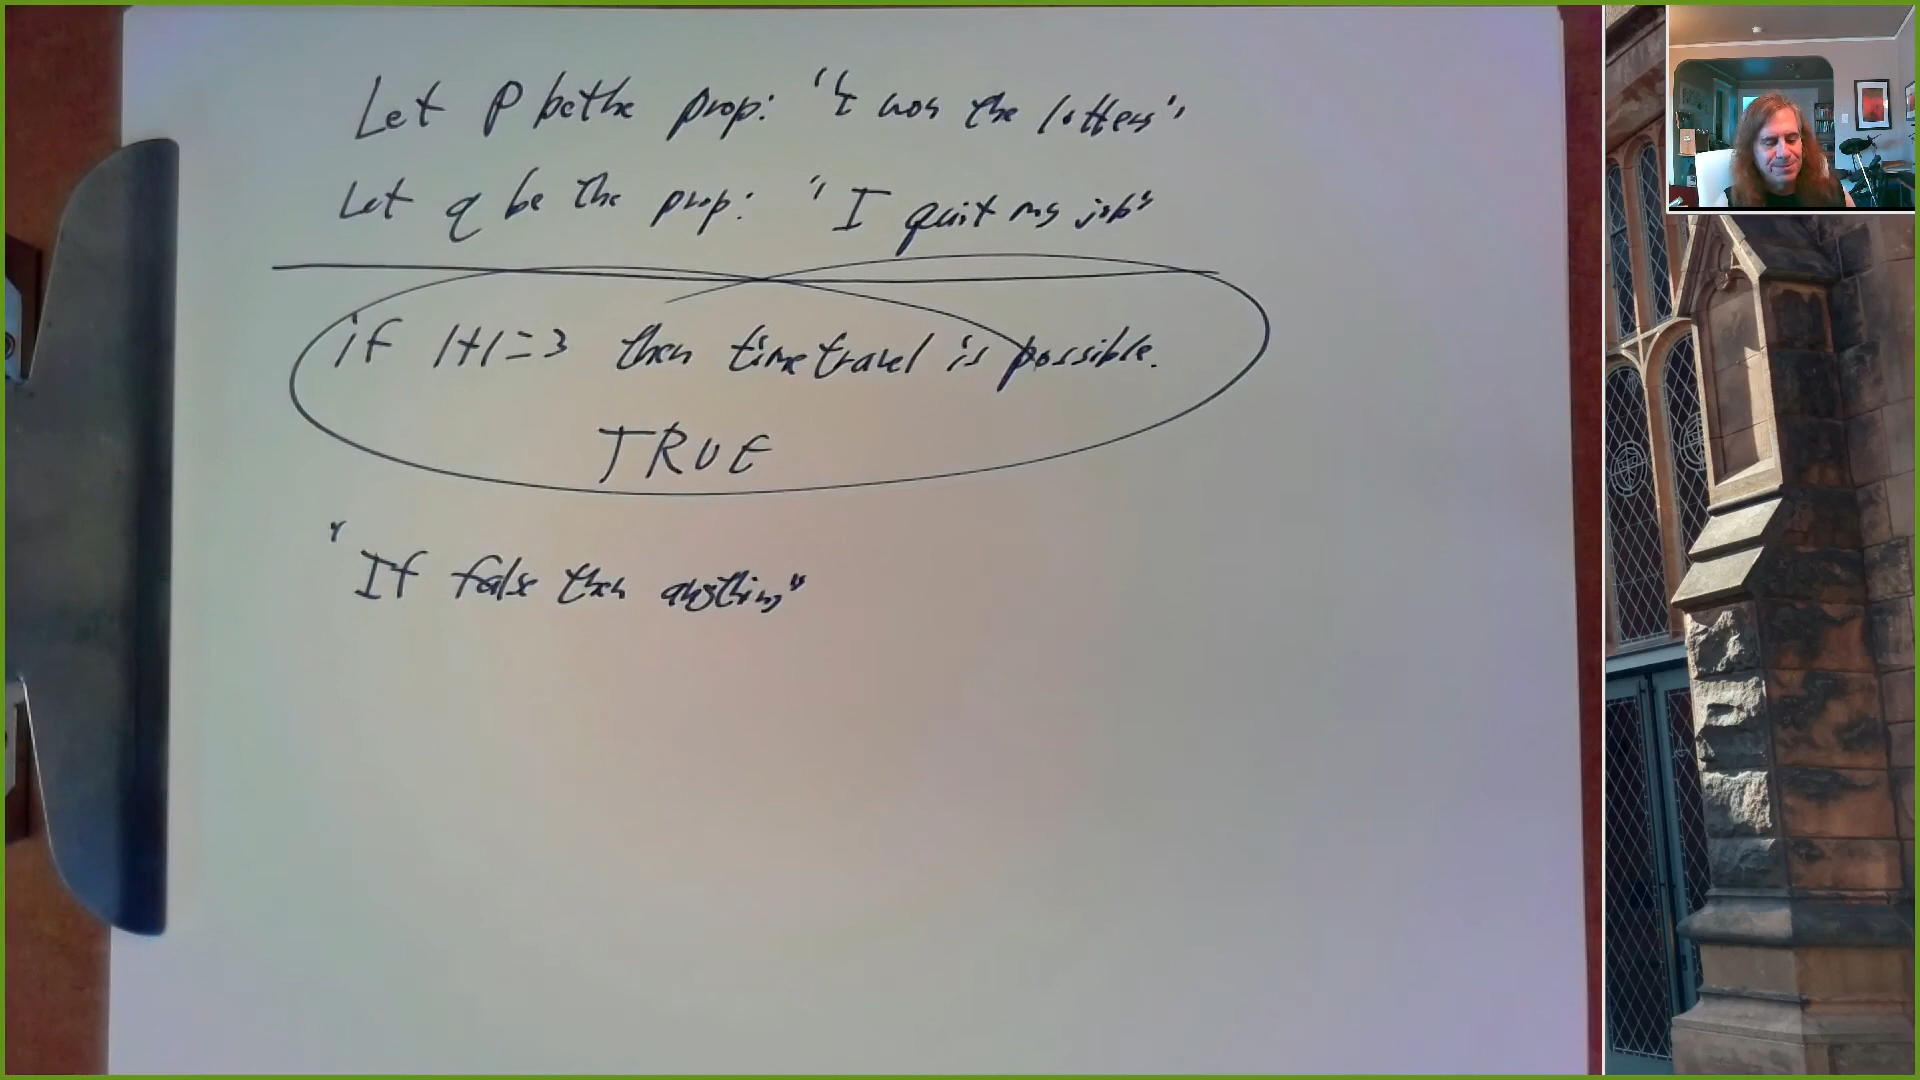 Let p be the prop: "I won the lottery"
Let q be the prop: "I quit my job"
if 1+1=3 then time travel is possible.
TRUE
"If false then anything"